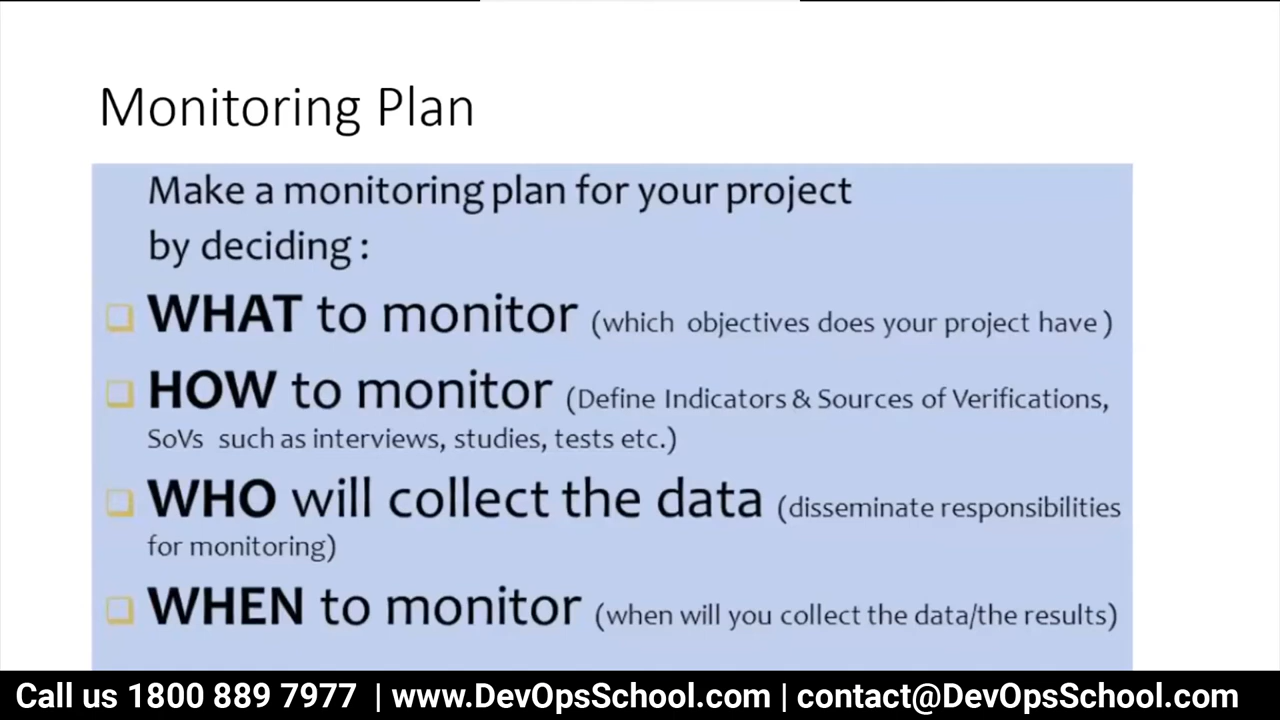 Monitoring Plan
Make a monitoring plan for your project
by deciding :
WHAT to monitor (which objectives does your project have )
HOW to monitor (Define Indicators & Sources of Verifications,
SoVs such as interviews, studies, tests etc.)
WHO will collect the data (disseminate responsibilities
for monitoring)
WHEN to monitor (when will you collect the data/the results)
Call us 1800 889 7977 | www.DevOpsSchool.com | contact@DevOpsSchool.com